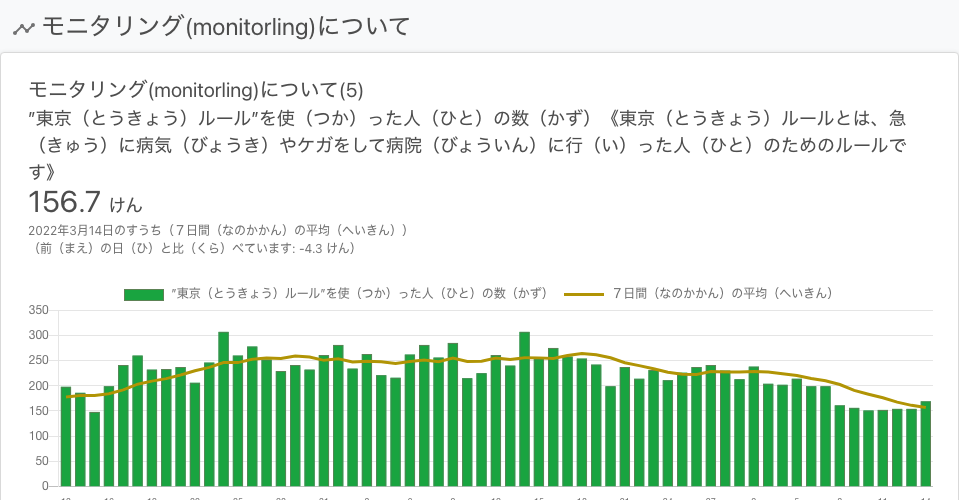 モニタリング(monitorling)について
モニタリング(monitorling)について(5)
”東京（とうきょう）ルール”を使（つか）った人（ひと）の数（かず）《東京（とうきょう）ルールとは、急
（きゅう）に病気（びょうき）やケガをして病院（びょういん）に行（い）った人（ひと）のためのルールで
す》
156.7 けん
2022年3月14日のすうち（７日間（なのかかん）の平均（へいきん））
（前（まえ）の日（ひ）と比（くら）べています: -4.3 けん）
”東京（とうきょう）ルール”を使（つか）った人（ひと）の数（かず） ７日間（なのかかん）の平均（へいきん）
350
300
250
200
150
100
50
0